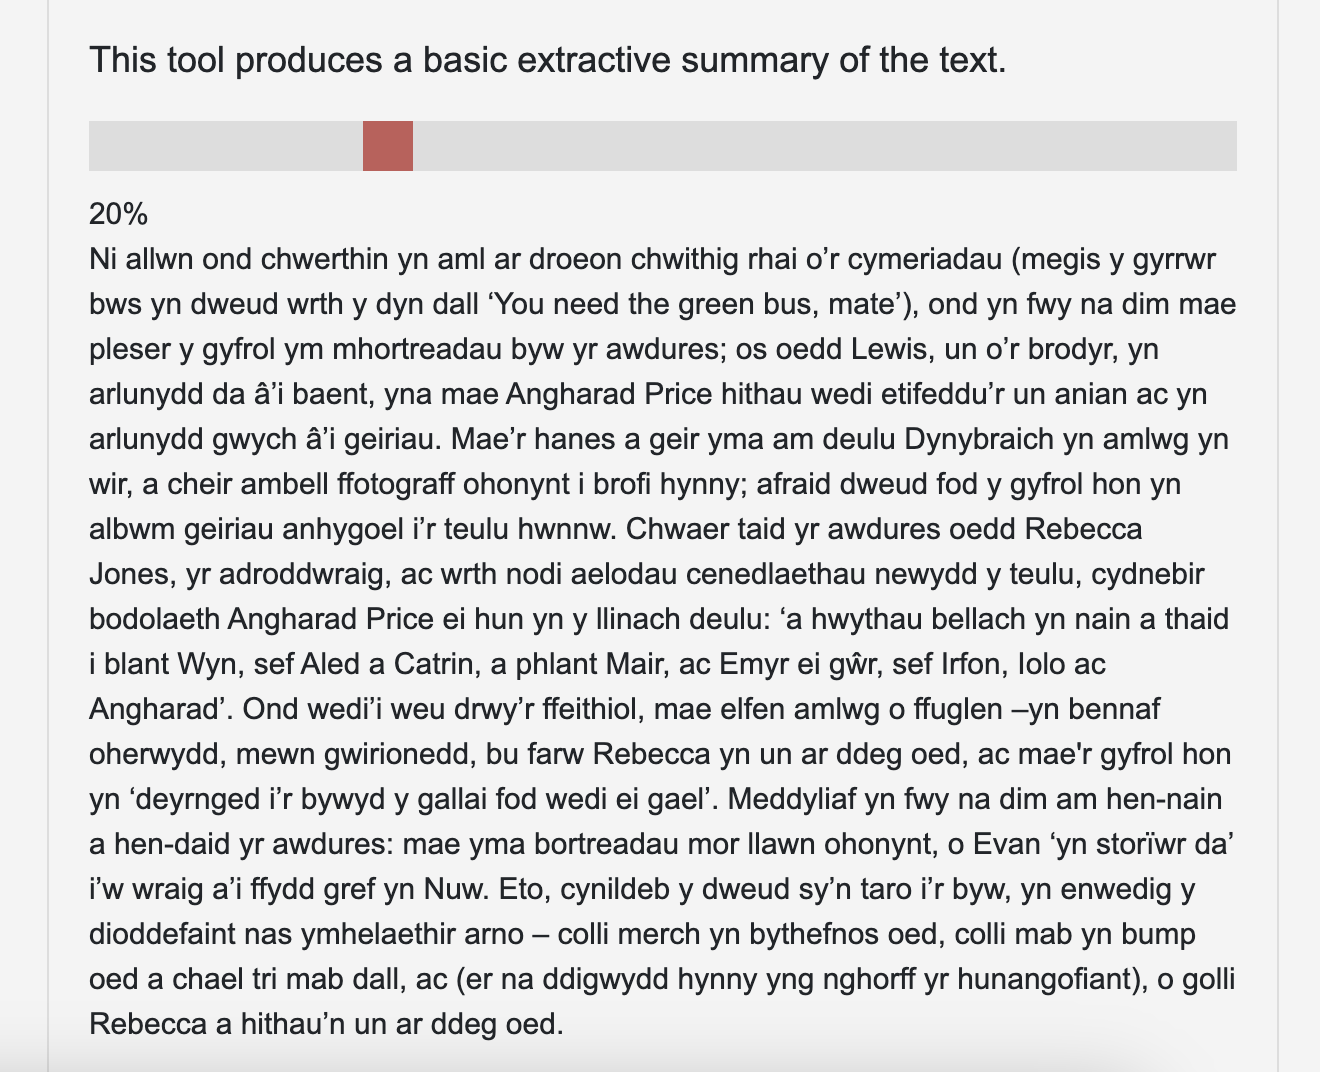 This tool produces a basic extractive summary of the text.
20%
Ni allwn ond chwerthin yn aml ar droeon chwithig rhai o’r cymeriadau (megis y gyrrwr
bws yn dweud wrth y dyn dall ‘You need the green bus, mate’), ond yn fwy na dim mae
pleser y gyfrol ym mhortreadau byw yr awdures; os oedd Lewis, un o’r brodyr, yn
arlunydd da â’i baent, yna mae Angharad Price hithau wedi etifeddu’r un anian ac yn
arlunydd gwych â’i geiriau. Mae’r hanes a geir yma am deulu Dynybraich yn amlwg yn
wir, a cheir ambell ffotograff ohonynt i brofi hynny; afraid dweud fod y gyfrol hon yn
albwm geiriau anhygoel i’r teulu hwnnw. Chwaer taid yr awdures oedd Rebecca
Jones, yr adroddwraig, ac wrth nodi aelodau cenedlaethau newydd y teulu, cydnebir
bodolaeth Angharad Price ei hun yn y llinach deulu: ‘a hwythau bellach yn nain a thaid
i blant Wyn, sef Aled a Catrin, a phlant Mair, ac Emyr ei gŵr, sef Irfon, Iolo ac
Angharad’. Ond wedi’i weu drwy’r ffeithiol, mae elfen amlwg o ffuglen –yn bennaf
oherwydd, mewn gwirionedd, bu farw Rebecca yn un ar ddeg oed, ac mae'r gyfrol hon
yn ‘deyrnged i’r bywyd y gallai fod wedi ei gael’. Meddyliaf yn fwy na dim am hen-nain
a hen-daid yr awdures: mae yma bortreadau mor llawn ohonynt, o Evan ‘yn storïwr da’
i’w wraig a’i ffydd gref yn Nuw. Eto, cynildeb y dweud sy’n taro i’r byw, yn enwedig y
dioddefaint nas ymhelaethir arno – colli merch yn bythefnos oed, colli mab yn bump
oed a chael tri mab dall, ac (er na ddigwydd hynny yng nghorff yr hunangofiant), o golli
Rebecca a hithau’n un ar ddeg oed.